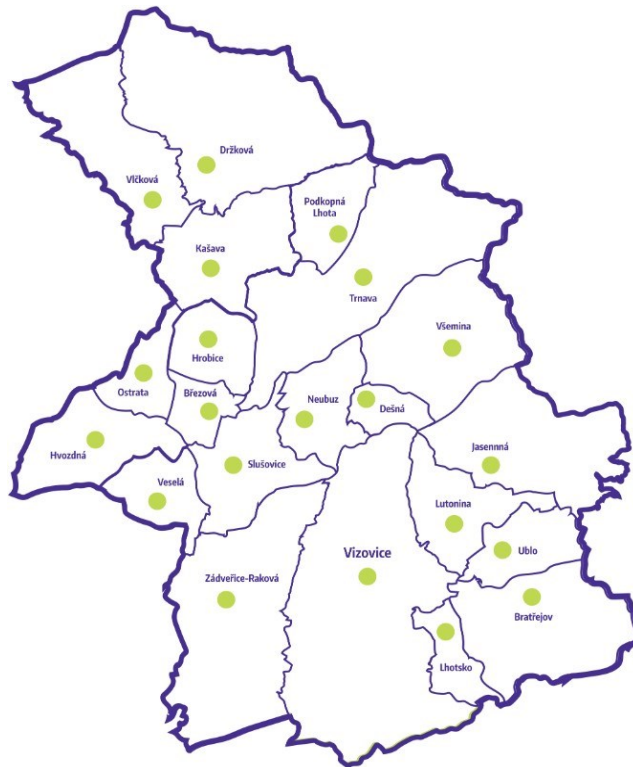 Držková
Vlčková
Podkopná
Lhota
Kašava
Trnava
Všemina
Hrobice
Ostrata
Březová
Neubuz
Dešná
Hvozdná
Slušovice
Jasennná
Veselá
Lutonina
Vizovice
Ublo
Zádveřice-Raková
Bratřejov
Lhotsko